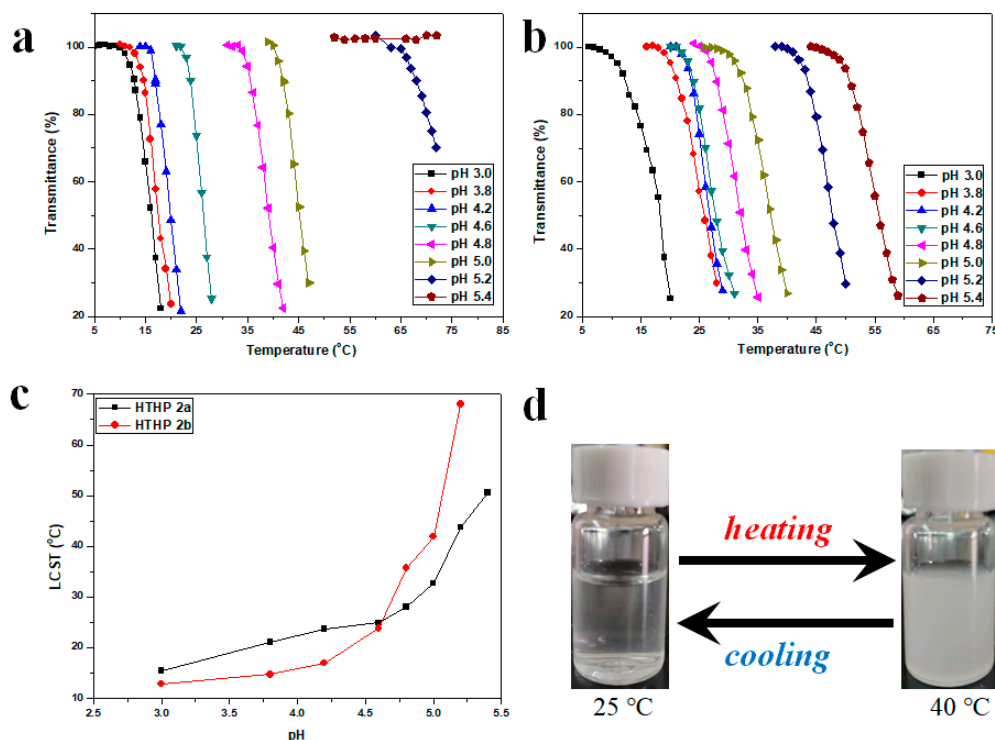 a
100
80
60
40
20
Transmittance (%)
5 15 25 35 45 55 65 75 85
Temperature (°C)
pH 3.0
pH 3.8
pH 4.2
pH 4.6
pH 4.8
pH 5.0
pH 5.2
pH 5.4
b
100
80
60
40
20
Transmittance (%)
5 15 25 35 45 55 65 75
Temperature (°C)
pH 3.0
pH 3.8
pH 4.2
pH 4.6
pH 4.8
pH 5.0
pH 5.2
pH 5.4
c
70
60
50
40
30
20
10
LCST (°C)
HTHP 2a
HTHP 2b
2.5 3.0 3.5 4.0 4.5 5.0 5.5
pH
d
heating
cooling
25 °C
40 °C